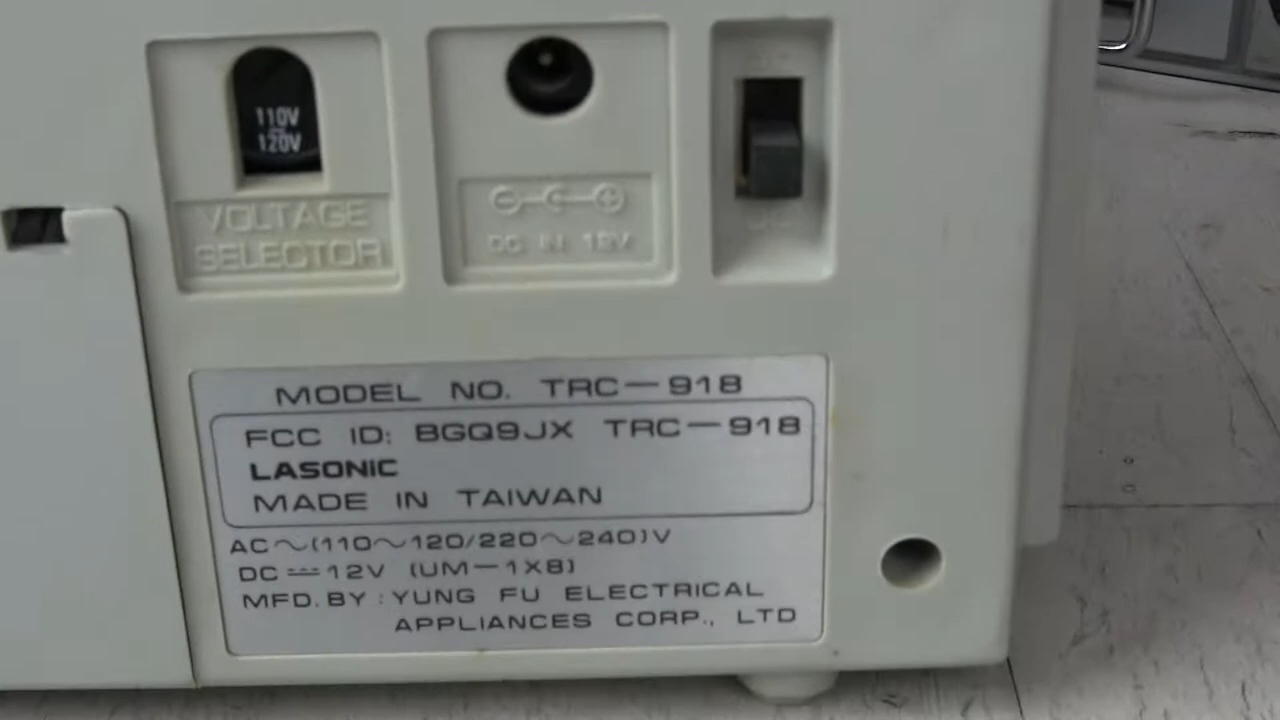 110V
120V
VOLTAGE
SELECTOR
DC IN 12V
MODEL NO. TRC-918
FCC ID: BGQ9JX TRC-918
LASONIC
MADE IN TAIWAN
AC~(110~120/220~240)V
DC⎓12V (UM-1X8)
MFD. BY : YUNG FU ELECTRICAL
APPLIANCES CORP., LTD